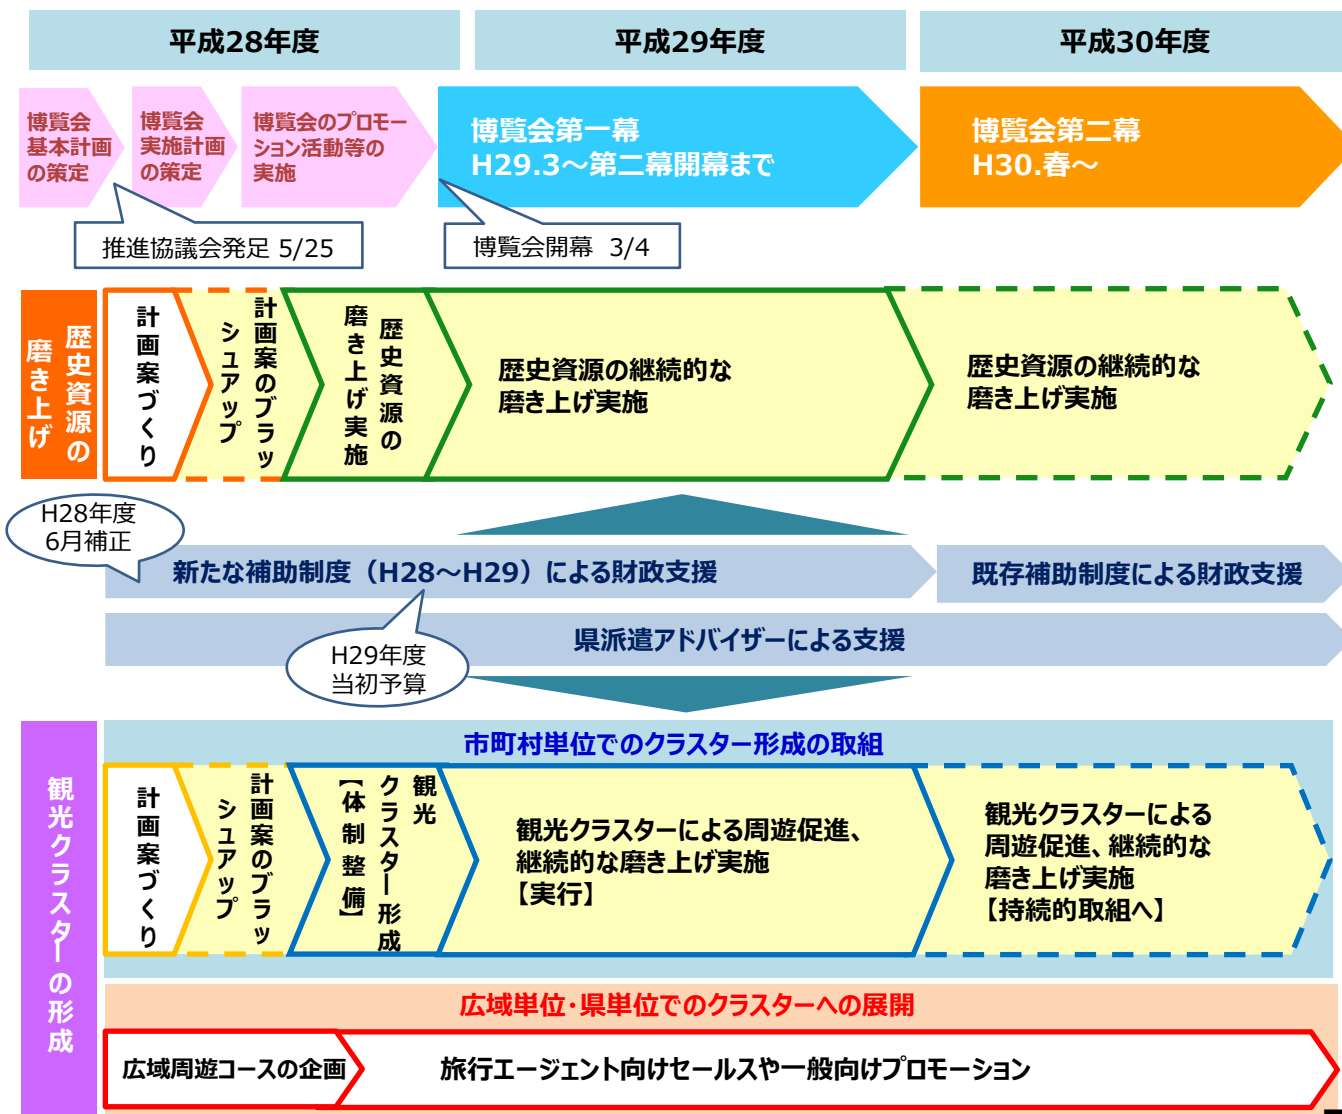 平成28年度
平成29年度
平成30年度
博覧会
基本計画
の策定
博覧会
実施計画
の策定
博覧会のプロモー
ション活動等の
実施
博覧会第一幕
H29.3～第二幕開幕まで
博覧会第二幕
H30.春～
推進協議会発足 5/25
博覧会開幕 3/4
歴史資源の
磨き上げ
計画案づくり
計画案のブラッ
シュアップ
歴史資源の
磨き上げ実施
歴史資源の継続的な
磨き上げ実施
歴史資源の継続的な
磨き上げ実施
H28年度
6月補正
新たな補助制度（H28～H29）による財政支援
既存補助制度による財政支援
県派遣アドバイザーによる支援
H29年度
当初予算
観光クラスターの形成
市町村単位でのクラスター形成の取組
計画案づくり
計画案のブラッ
シュアップ
観光
クラスター形成
【体制整備】
観光クラスターによる周遊促進、
継続的な磨き上げ実施
【実行】
観光クラスターによる
周遊促進、継続的な
磨き上げ実施
【持続的取組へ】
広域単位・県単位でのクラスターへの展開
広域周遊コースの企画
旅行エージェント向けセールスや一般向けプロモーション